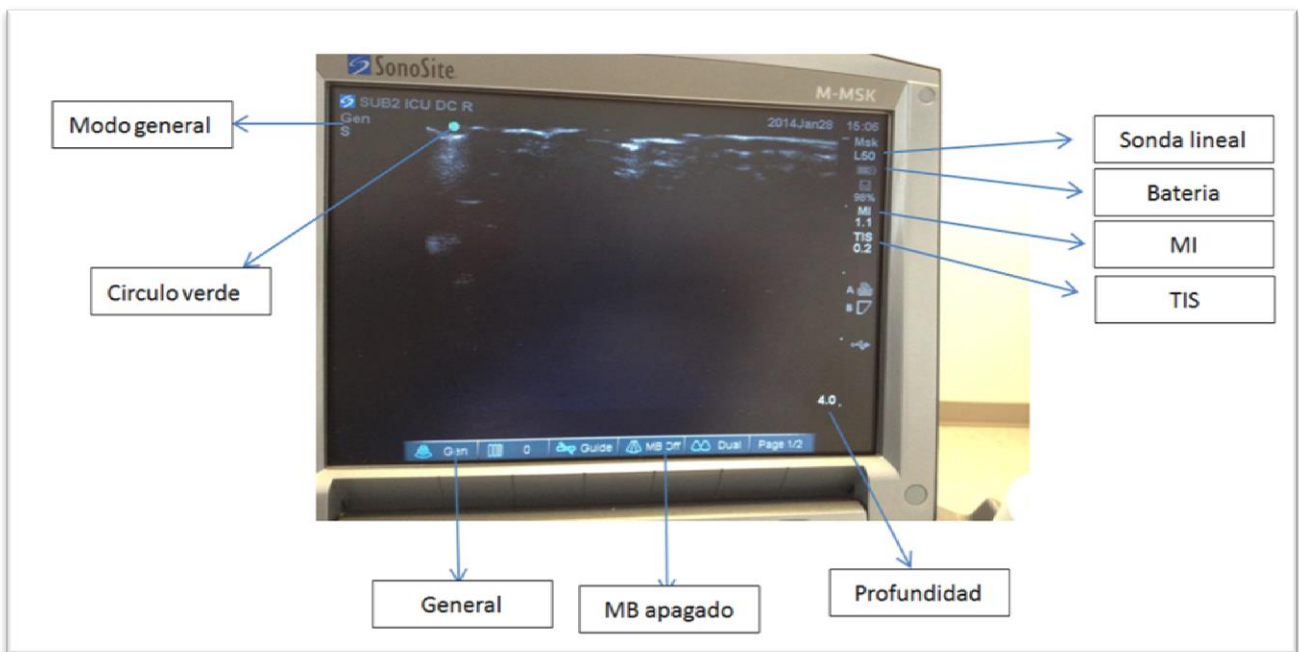 SonoSite
M-MSK
SUB2 ICU DC R
Gen
S
2014Jan28 15:06
Msk
L50
98%
MI
1.1
TIS
0.2
A
B
4.0
Gen
0
Guide
MB Off
Dual
Page 1/2
Modo general
Circulo verde
Sonda lineal
Bateria
MI
TIS
General
MB apagado
Profundidad